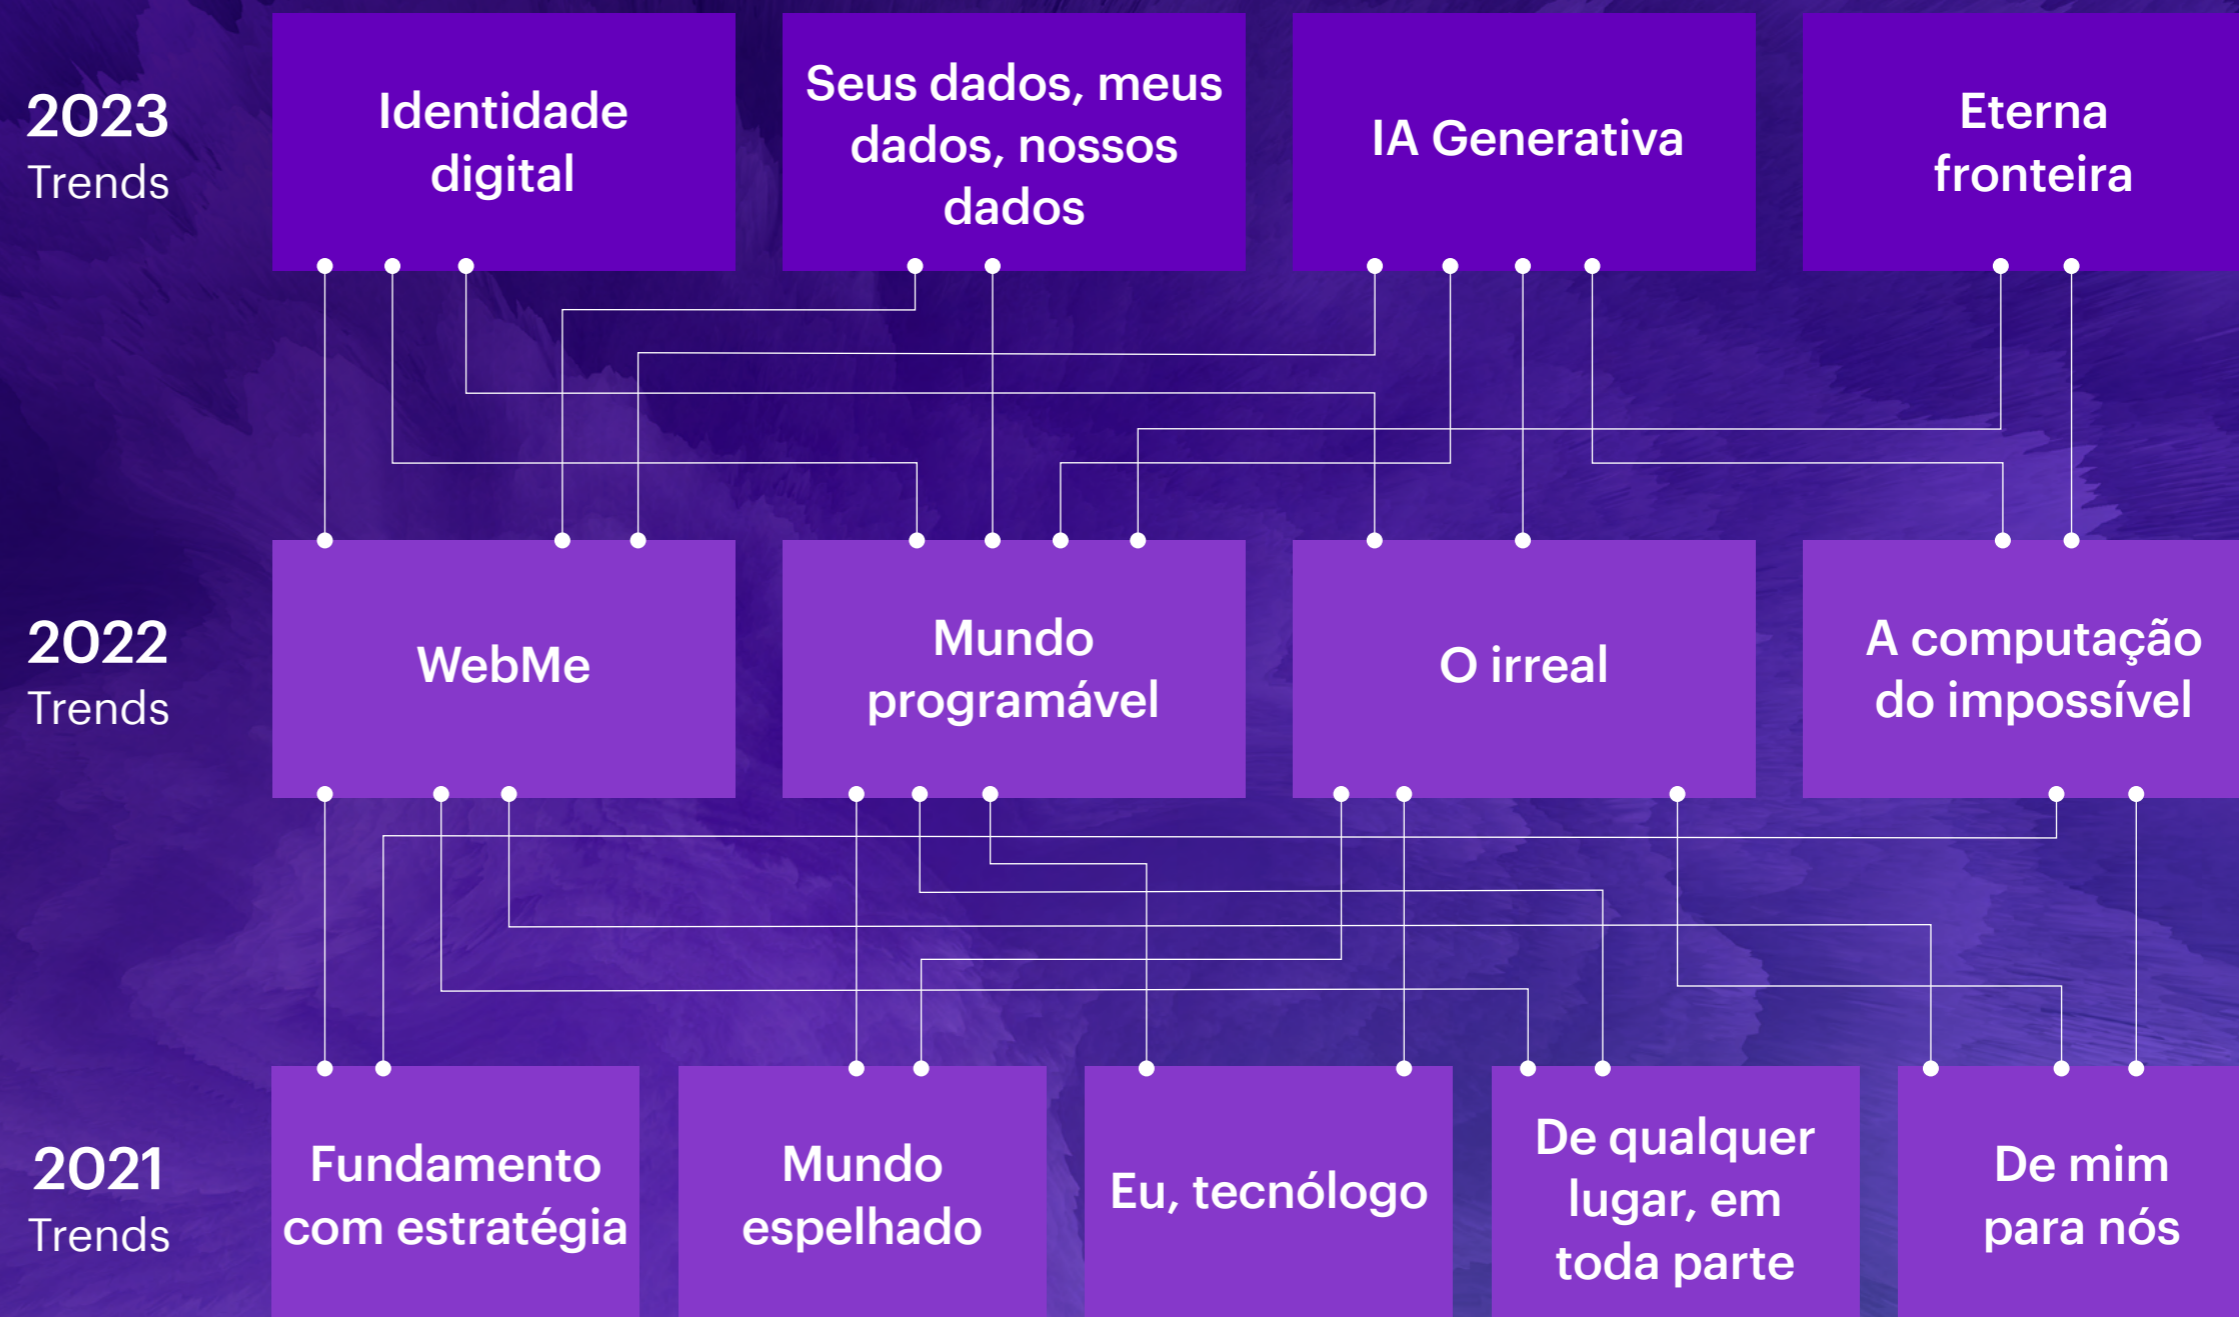 2023
Trends
Identidade
digital
Seus dados, meus
dados, nossos
dados
IA Generativa
Eterna
fronteira
2022
Trends
WebMe
Mundo
programável
O irreal
A computação
do impossível
2021
Trends
Fundamento
com estratégia
Mundo
espelhado
Eu, tecnólogo
De qualquer
lugar, em
toda parte
De mim
para nós